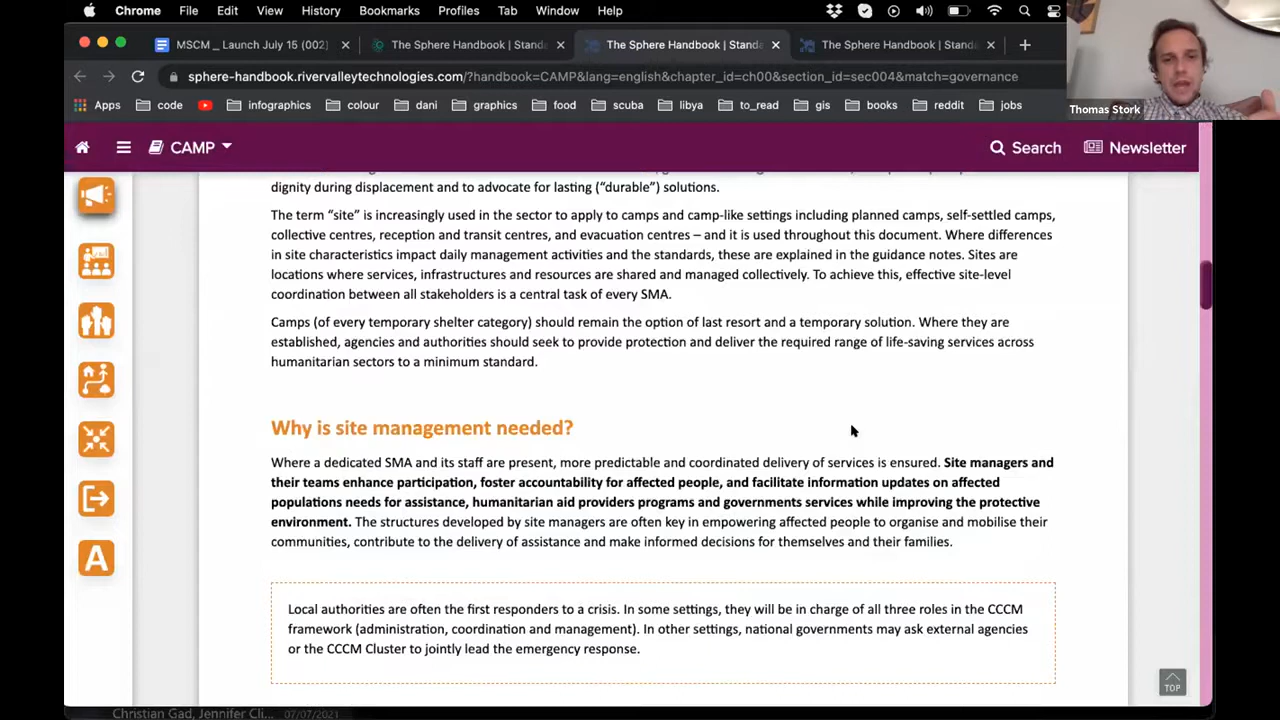 Chrome File Edit View History Bookmarks Profiles Tab Window Help
MSCM _ Launch July 15 (002) × The Sphere Handbook | Standa × The Sphere Handbook | Standa × The Sphere Handbook | Standa × +
sphere-handbook.rivervalleytechnologies.com/?handbook=CAMP&lang=english&chapter_id=ch00&section_id=sec004&match=governance
Apps code infographics colour dani graphics food scuba libya to_read gis books reddit jobs
Thomas Stork
CAMP Search Newsletter
dignity during displacement and to advocate for lasting (“durable”) solutions.
The term “site” is increasingly used in the sector to apply to camps and camp-like settings including planned camps, self-settled camps,
collective centres, reception and transit centres, and evacuation centres – and it is used throughout this document. Where differences
in site characteristics impact daily management activities and the standards, these are explained in the guidance notes. Sites are
locations where services, infrastructures and resources are shared and managed collectively. To achieve this, effective site-level
coordination between all stakeholders is a central task of every SMA.
Camps (of every temporary shelter category) should remain the option of last resort and a temporary solution. Where they are
established, agencies and authorities should seek to provide protection and deliver the required range of life-saving services across
humanitarian sectors to a minimum standard.
Why is site management needed?
Where a dedicated SMA and its staff are present, more predictable and coordinated delivery of services is ensured. Site managers and
their teams enhance participation, foster accountability for affected people, and facilitate information updates on affected
populations needs for assistance, humanitarian aid providers programs and governments services while improving the protective
environment. The structures developed by site managers are often key in empowering affected people to organise and mobilise their
communities, contribute to the delivery of assistance and make informed decisions for themselves and their families.
Local authorities are often the first responders to a crisis. In some settings, they will be in charge of all three roles in the CCCM
framework (administration, coordination and management). In other settings, national governments may ask external agencies
or the CCCM Cluster to jointly lead the emergency response.
A
TOP
Christian Gad, Jennifer Cli... 07/07/2021